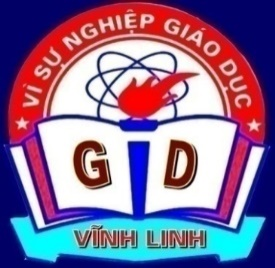 VÌ SỰ NGHIỆP GIÁO DỤC
G D
VĨNH LINH